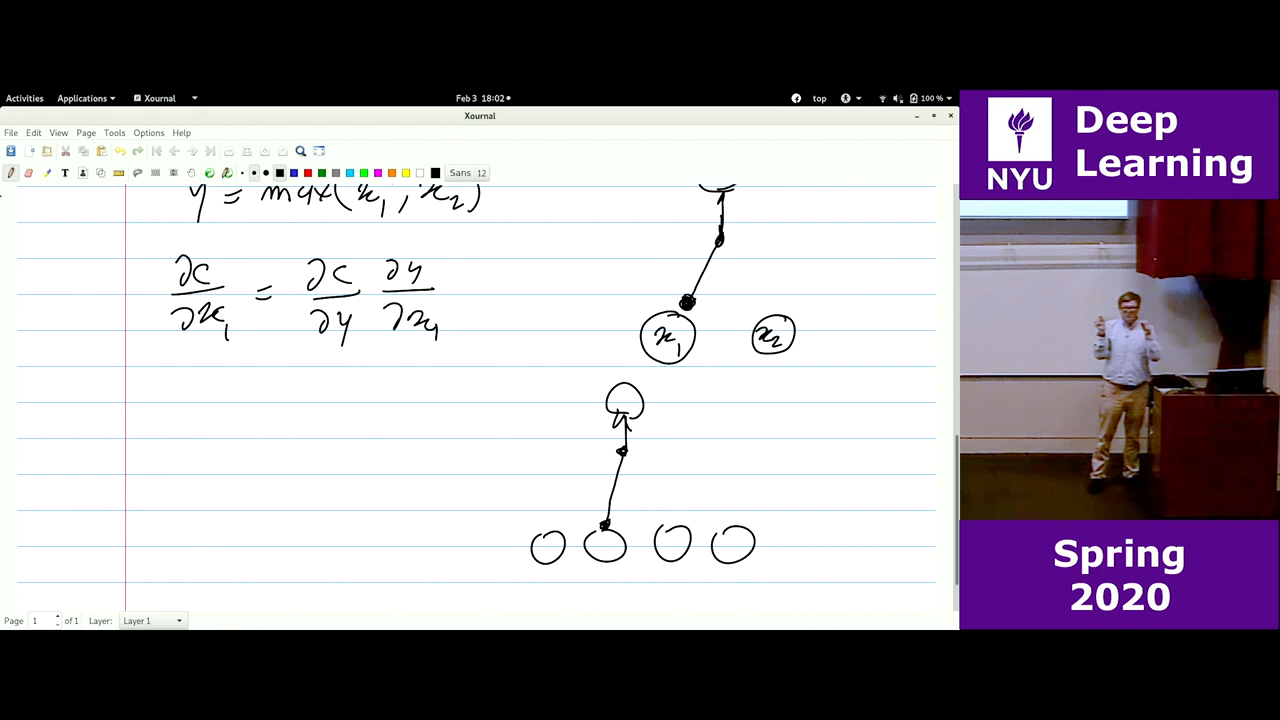 Activities Applications Xournal Feb 3 18:02 top 100 %
Xournal
File Edit View Page Tools Options Help
T Sans 12
y = max(x₁, x₂)
∂C/∂x₁ = ∂C/∂y ∂y/∂x₁
x₁ x₂
Page 1 of 1 Layer: Layer 1
NYU
Deep
Learning
Spring
2020